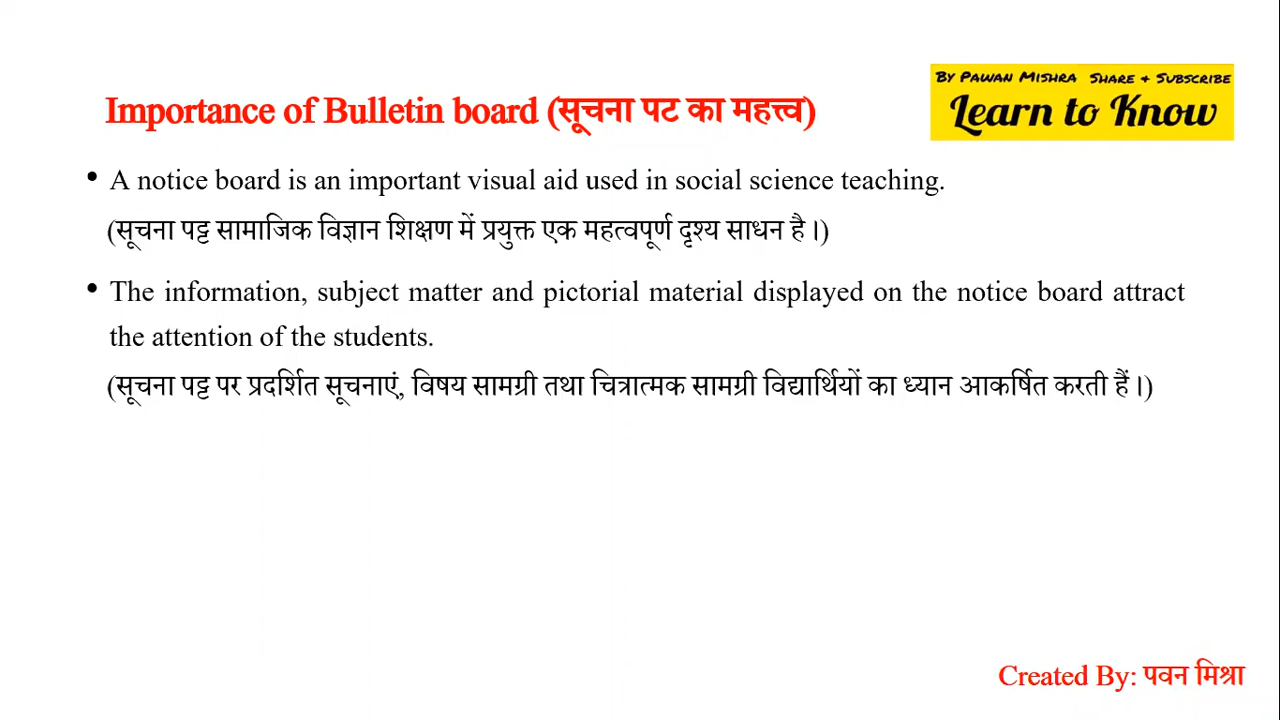 By Pawan Mishra Share & Subscribe
Learn to Know
Importance of Bulletin board (सूचना पट का महत्त्व)
• A notice board is an important visual aid used in social science teaching.
(सूचना पट्ट सामाजिक विज्ञान शिक्षण में प्रयुक्त एक महत्वपूर्ण दृश्य साधन है।)
• The information, subject matter and pictorial material displayed on the notice board attract
the attention of the students.
(सूचना पट्ट पर प्रदर्शित सूचनाएं, विषय सामग्री तथा चित्रात्मक सामग्री विद्यार्थियों का ध्यान आकर्षित करती हैं।)
Created By: पवन मिश्रा